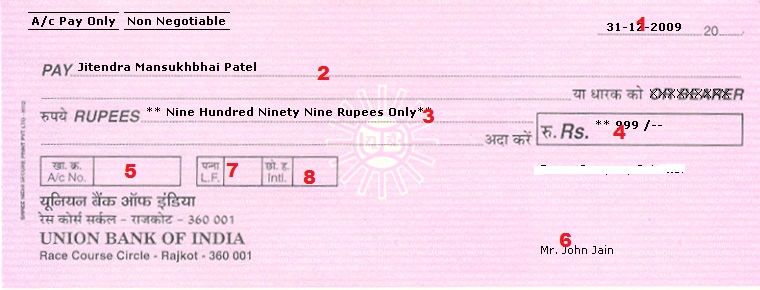 A/c Pay Only Non Negotiable
31-12-2009 20 1
PAY Jitendra Mansukhbhai Patel
2
या धारक को OR BEARER
रुपये RUPEES ** Nine Hundred Ninety Nine Rupees Only** 3
अदा करें रु. Rs. ** 999 /-- 4
खा. क्र. A/c No. 5 पन्ना L.F. 7 छो. ह. Intl. 8
यूनियन बैंक ऑफ इंडिया
रेस कोर्स सर्कल - राजकोट - 360 001
UNION BANK OF INDIA
Race Course Circle - Rajkot - 360 001
6
Mr. John Jain